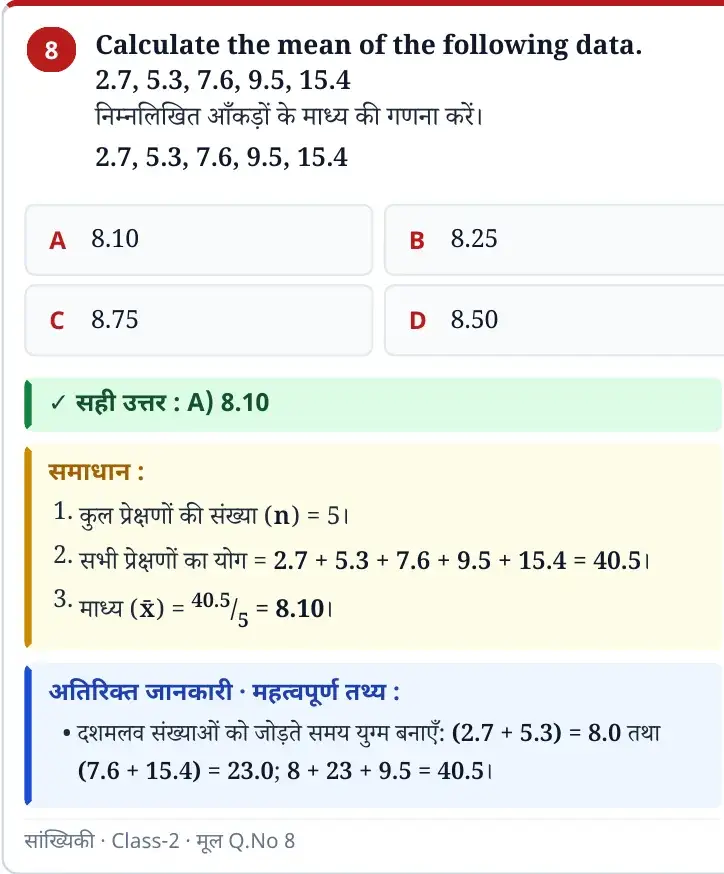 8 Calculate the mean of the following data.
2.7, 5.3, 7.6, 9.5, 15.4
निम्नलिखित आँकड़ों के माध्य की गणना करें।
2.7, 5.3, 7.6, 9.5, 15.4
A 8.10 B 8.25
C 8.75 D 8.50
✓ सही उत्तर : A) 8.10
समाधान :
1. कुल प्रेक्षणों की संख्या (n) = 5।
2. सभी प्रेक्षणों का योग = 2.7 + 5.3 + 7.6 + 9.5 + 15.4 = 40.5।
3. माध्य (x̄) = 40.5/5 = 8.10।
अतिरिक्त जानकारी · महत्वपूर्ण तथ्य :
• दशमलव संख्याओं को जोड़ते समय युग्म बनाएँ: (2.7 + 5.3) = 8.0 तथा
(7.6 + 15.4) = 23.0; 8 + 23 + 9.5 = 40.5।
सांख्यिकी · Class-2 · मूल Q.No 8